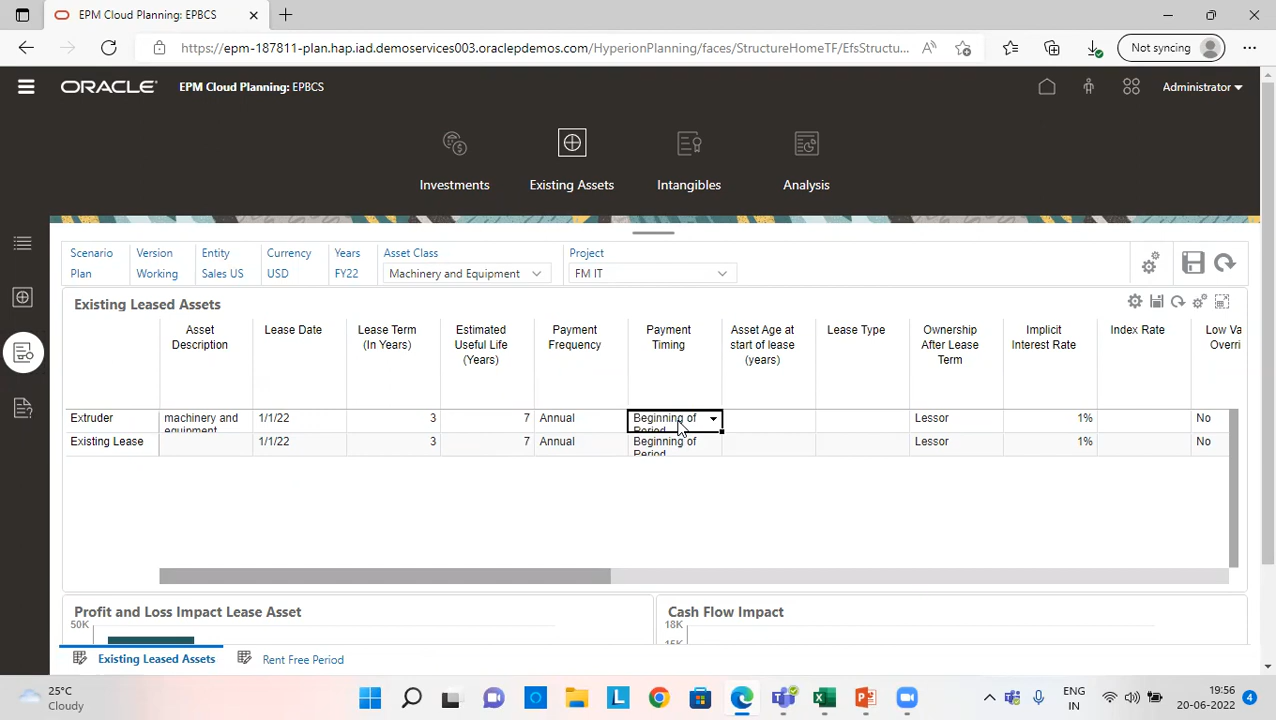 EPM Cloud Planning: EPBCS
https://epm-187811-plan.hap.iad.demoservices003.oraclepdemos.com/HyperionPlanning/faces/StructureHomeTF/EfsStructu...
Not syncing
ORACLE
EPM Cloud Planning: EPBCS
Administrator
Investments
Existing Assets
Intangibles
Analysis
Scenario
Version
Entity
Currency
Years
Asset Class
Project
Plan
Working
Sales US
USD
FY22
Machinery and Equipment
FM IT
Existing Leased Assets
Asset
Description
Lease Date
Lease Term
(In Years)
Estimated
Useful Life
(Years)
Payment
Frequency
Payment
Timing
Asset Age at
start of lease
(years)
Lease Type
Ownership
After Lease
Term
Implicit
Interest Rate
Index Rate
Low Va
Overri
Extruder
machinery and
equipment
1/1/22
3
7
Annual
Beginning of
Period
Lessor
1%
No
Existing Lease
1/1/22
3
7
Annual
Beginning of
Period
Lessor
1%
No
Profit and Loss Impact Lease Asset
50K
Cash Flow Impact
18K
15K
Existing Leased Assets
Rent Free Period
25°C
Cloudy
ENG
IN
19:56
20-06-2022
4